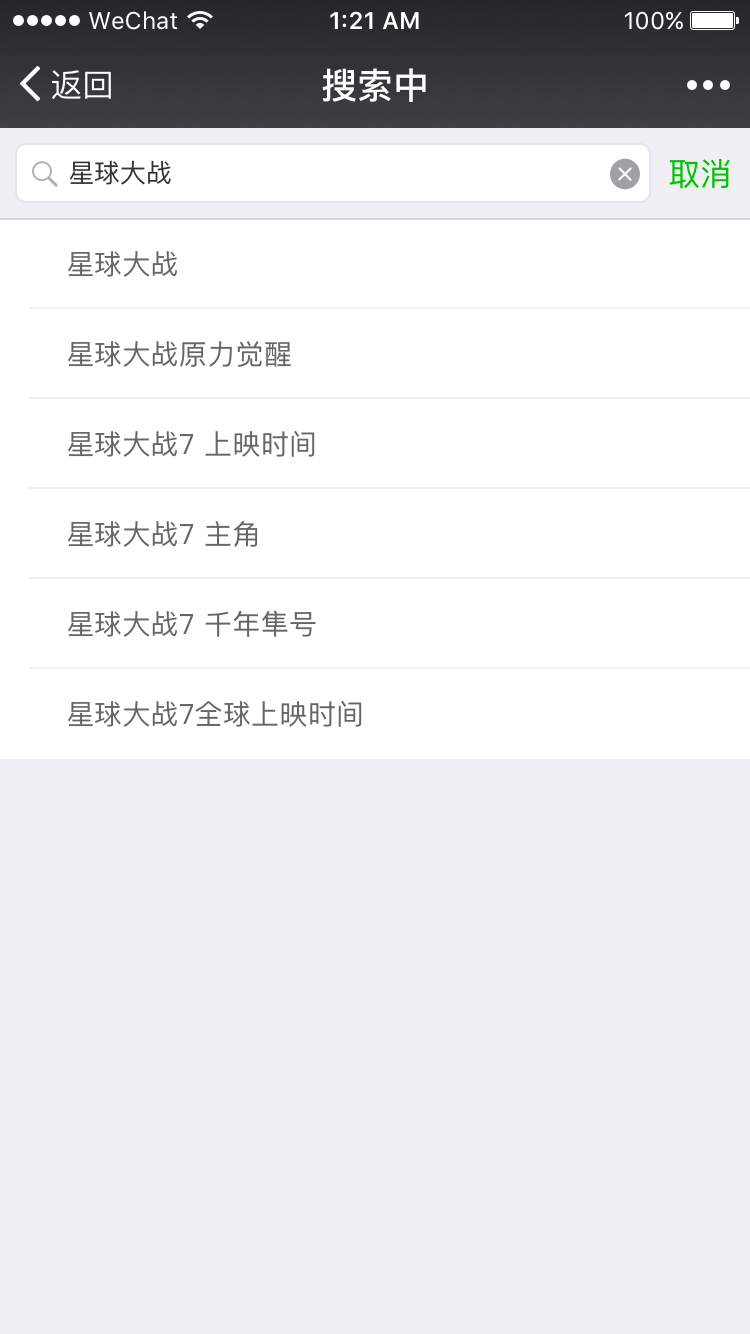 WeChat 1:21 AM 100%
返回 搜索中
星球大战 取消
星球大战
星球大战原力觉醒
星球大战7 上映时间
星球大战7 主角
星球大战7 千年隼号
星球大战7全球上映时间